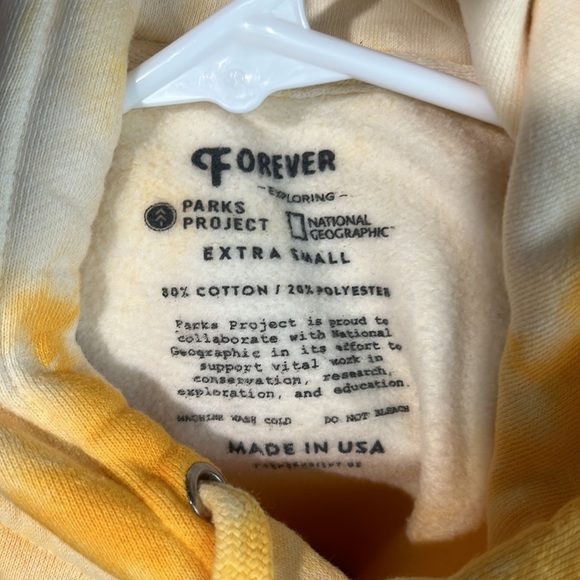 FOREVER
- EXPLORING -
PARKS PROJECT
NATIONAL GEOGRAPHIC™
EXTRA SMALL
80% COTTON / 20% POLYESTER
Parks Project is proud to
collaborate with National
Geographic in its effort to
support vital work in
conservation, research,
exploration, and education.
MACHINE WASH COLD DO NOT BLEACH
MADE IN USA